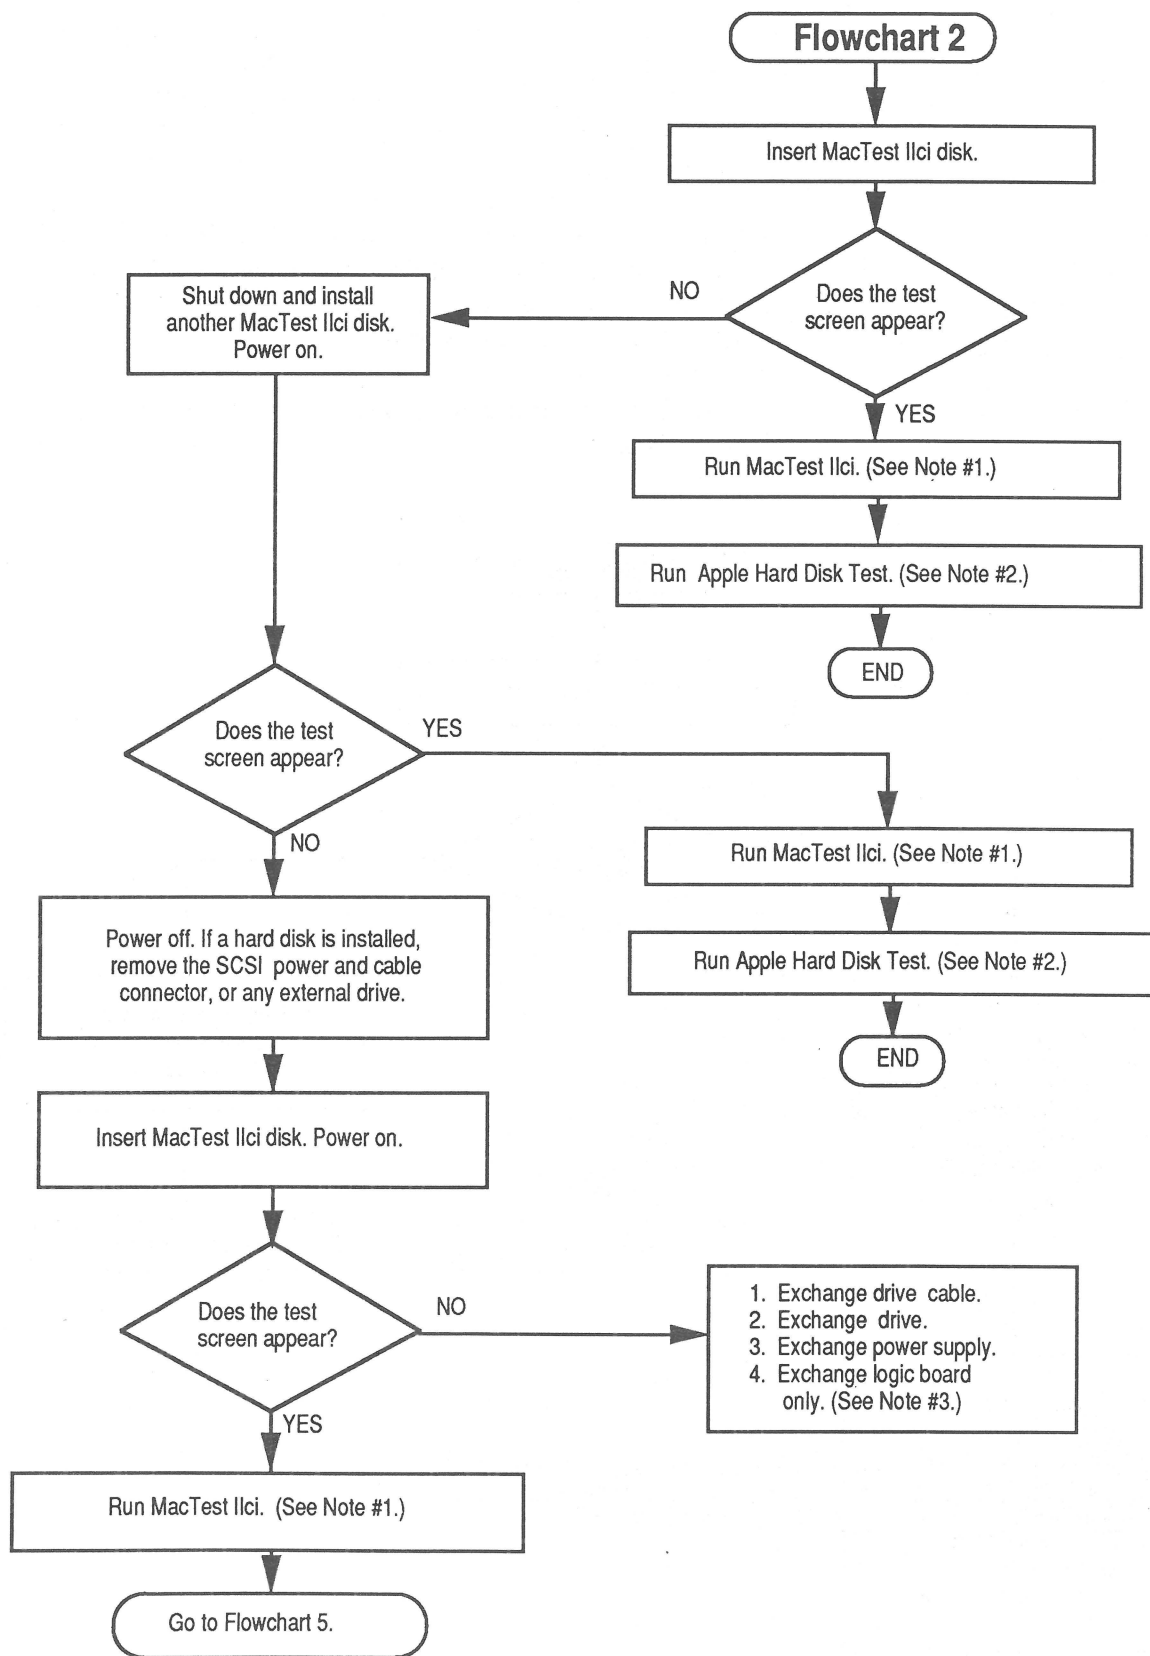 Flowchart 2
Insert MacTest IIci disk.
Does the test
screen appear?
NO
Shut down and install
another MacTest IIci disk.
Power on.
YES
Run MacTest IIci. (See Note #1.)
Run Apple Hard Disk Test. (See Note #2.)
END
Does the test
screen appear?
YES
Run MacTest IIci. (See Note #1.)
Run Apple Hard Disk Test. (See Note #2.)
END
NO
Power off. If a hard disk is installed,
remove the SCSI power and cable
connector, or any external drive.
Insert MacTest IIci disk. Power on.
Does the test
screen appear?
NO
1. Exchange drive cable.
2. Exchange drive.
3. Exchange power supply.
4. Exchange logic board
only. (See Note #3.)
YES
Run MacTest IIci. (See Note #1.)
Go to Flowchart 5.